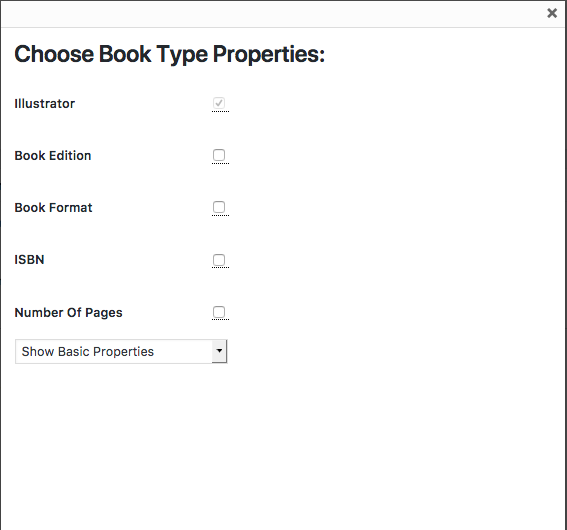 Choose Book Type Properties:
Illustrator
Book Edition
Book Format
ISBN
Number Of Pages
Show Basic Properties